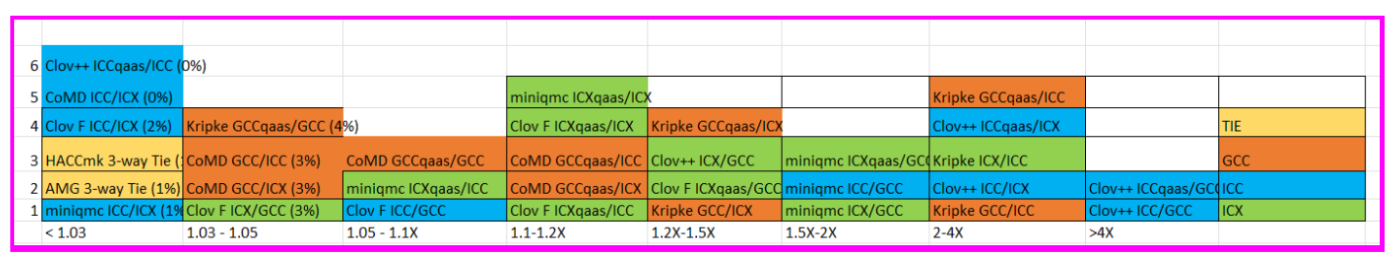 6 Clov++ ICCqaas/ICC (0%)
5 CoMD ICC/ICX (0%) miniqmc ICXqaas/ICX Kripke GCCqaas/ICC
4 Clov F ICC/ICX (2%) Kripke GCCqaas/GCC (4%) Clov F ICXqaas/ICX Kripke GCCqaas/ICX Clov++ ICCqaas/ICX TIE
3 HACCmk 3-way Tie ( CoMD GCC/ICC (3%) CoMD GCCqaas/GCC CoMD GCCqaas/ICC Clov++ ICX/GCC miniqmc ICXqaas/GCC Kripke ICX/ICC GCC
2 AMG 3-way Tie (1%) CoMD GCC/ICX (3%) miniqmc ICXqaas/ICC CoMD GCCqaas/ICX Clov F ICXqaas/GCC miniqmc ICC/GCC Clov++ ICC/ICX Clov++ ICCqaas/GCC ICC
1 miniqmc ICC/ICX (1% Clov F ICX/GCC (3%) Clov F ICC/GCC Clov F ICXqaas/ICC Kripke GCC/ICX miniqmc ICX/GCC Kripke GCC/ICC Clov++ ICC/GCC ICX
< 1.03 1.03 - 1.05 1.05 - 1.1X 1.1-1.2X 1.2X-1.5X 1.5X-2X 2-4X >4X